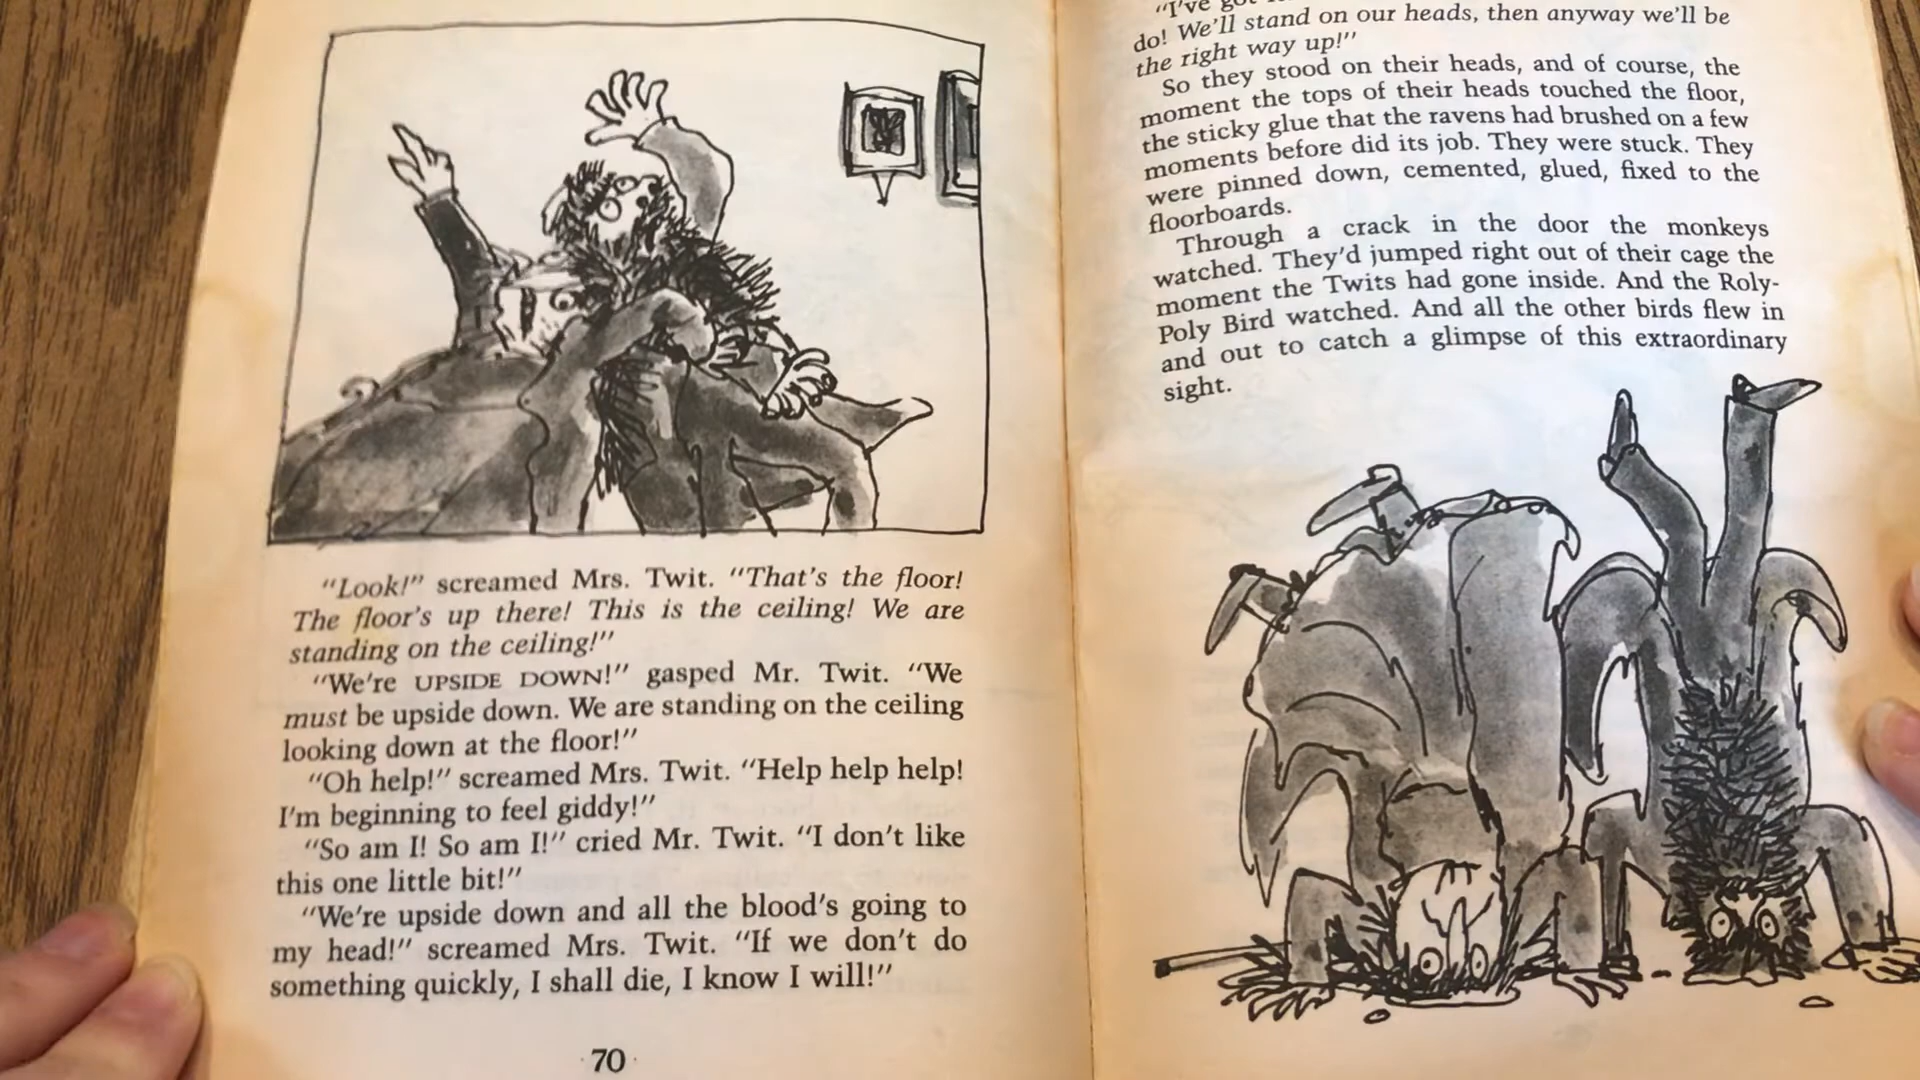 "Look!" screamed Mrs. Twit. "That's the floor!
The floor's up there! This is the ceiling! We are
standing on the ceiling!"
"We're UPSIDE DOWN!" gasped Mr. Twit. "We
must be upside down. We are standing on the ceiling
looking down at the floor!"
"Oh help!" screamed Mrs. Twit. "Help help help!
I'm beginning to feel giddy!"
"So am I! So am I!" cried Mr. Twit. "I don't like
this one little bit!"
"We're upside down and all the blood's going to
my head!" screamed Mrs. Twit. "If we don't do
something quickly, I shall die, I know I will!"
· 70 ·
"I've got
do! We'll stand on our heads, then anyway we'll be
the right way up!"
So they stood on their heads, and of course, the
moment the tops of their heads touched the floor,
the sticky glue that the ravens had brushed on a few
moments before did its job. They were stuck. They
were pinned down, cemented, glued, fixed to the
floorboards.
Through a crack in the door the monkeys
watched. They'd jumped right out of their cage the
moment the Twits had gone inside. And the Roly-
Poly Bird watched. And all the other birds flew in
and out to catch a glimpse of this extraordinary
sight.